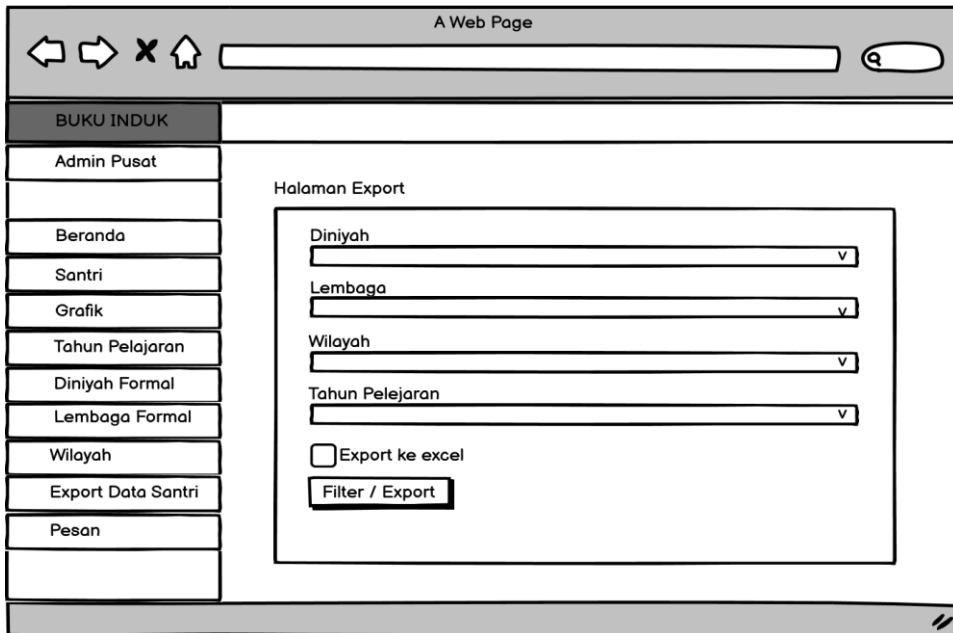 A Web Page
BUKU INDUK
Admin Pusat
Beranda
Santri
Grafik
Tahun Pelajaran
Diniyah Formal
Lembaga Formal
Wilayah
Export Data Santri
Pesan
Halaman Export
Diniyah
Lembaga
Wilayah
Tahun Pelejaran
Export ke excel
Filter / Export